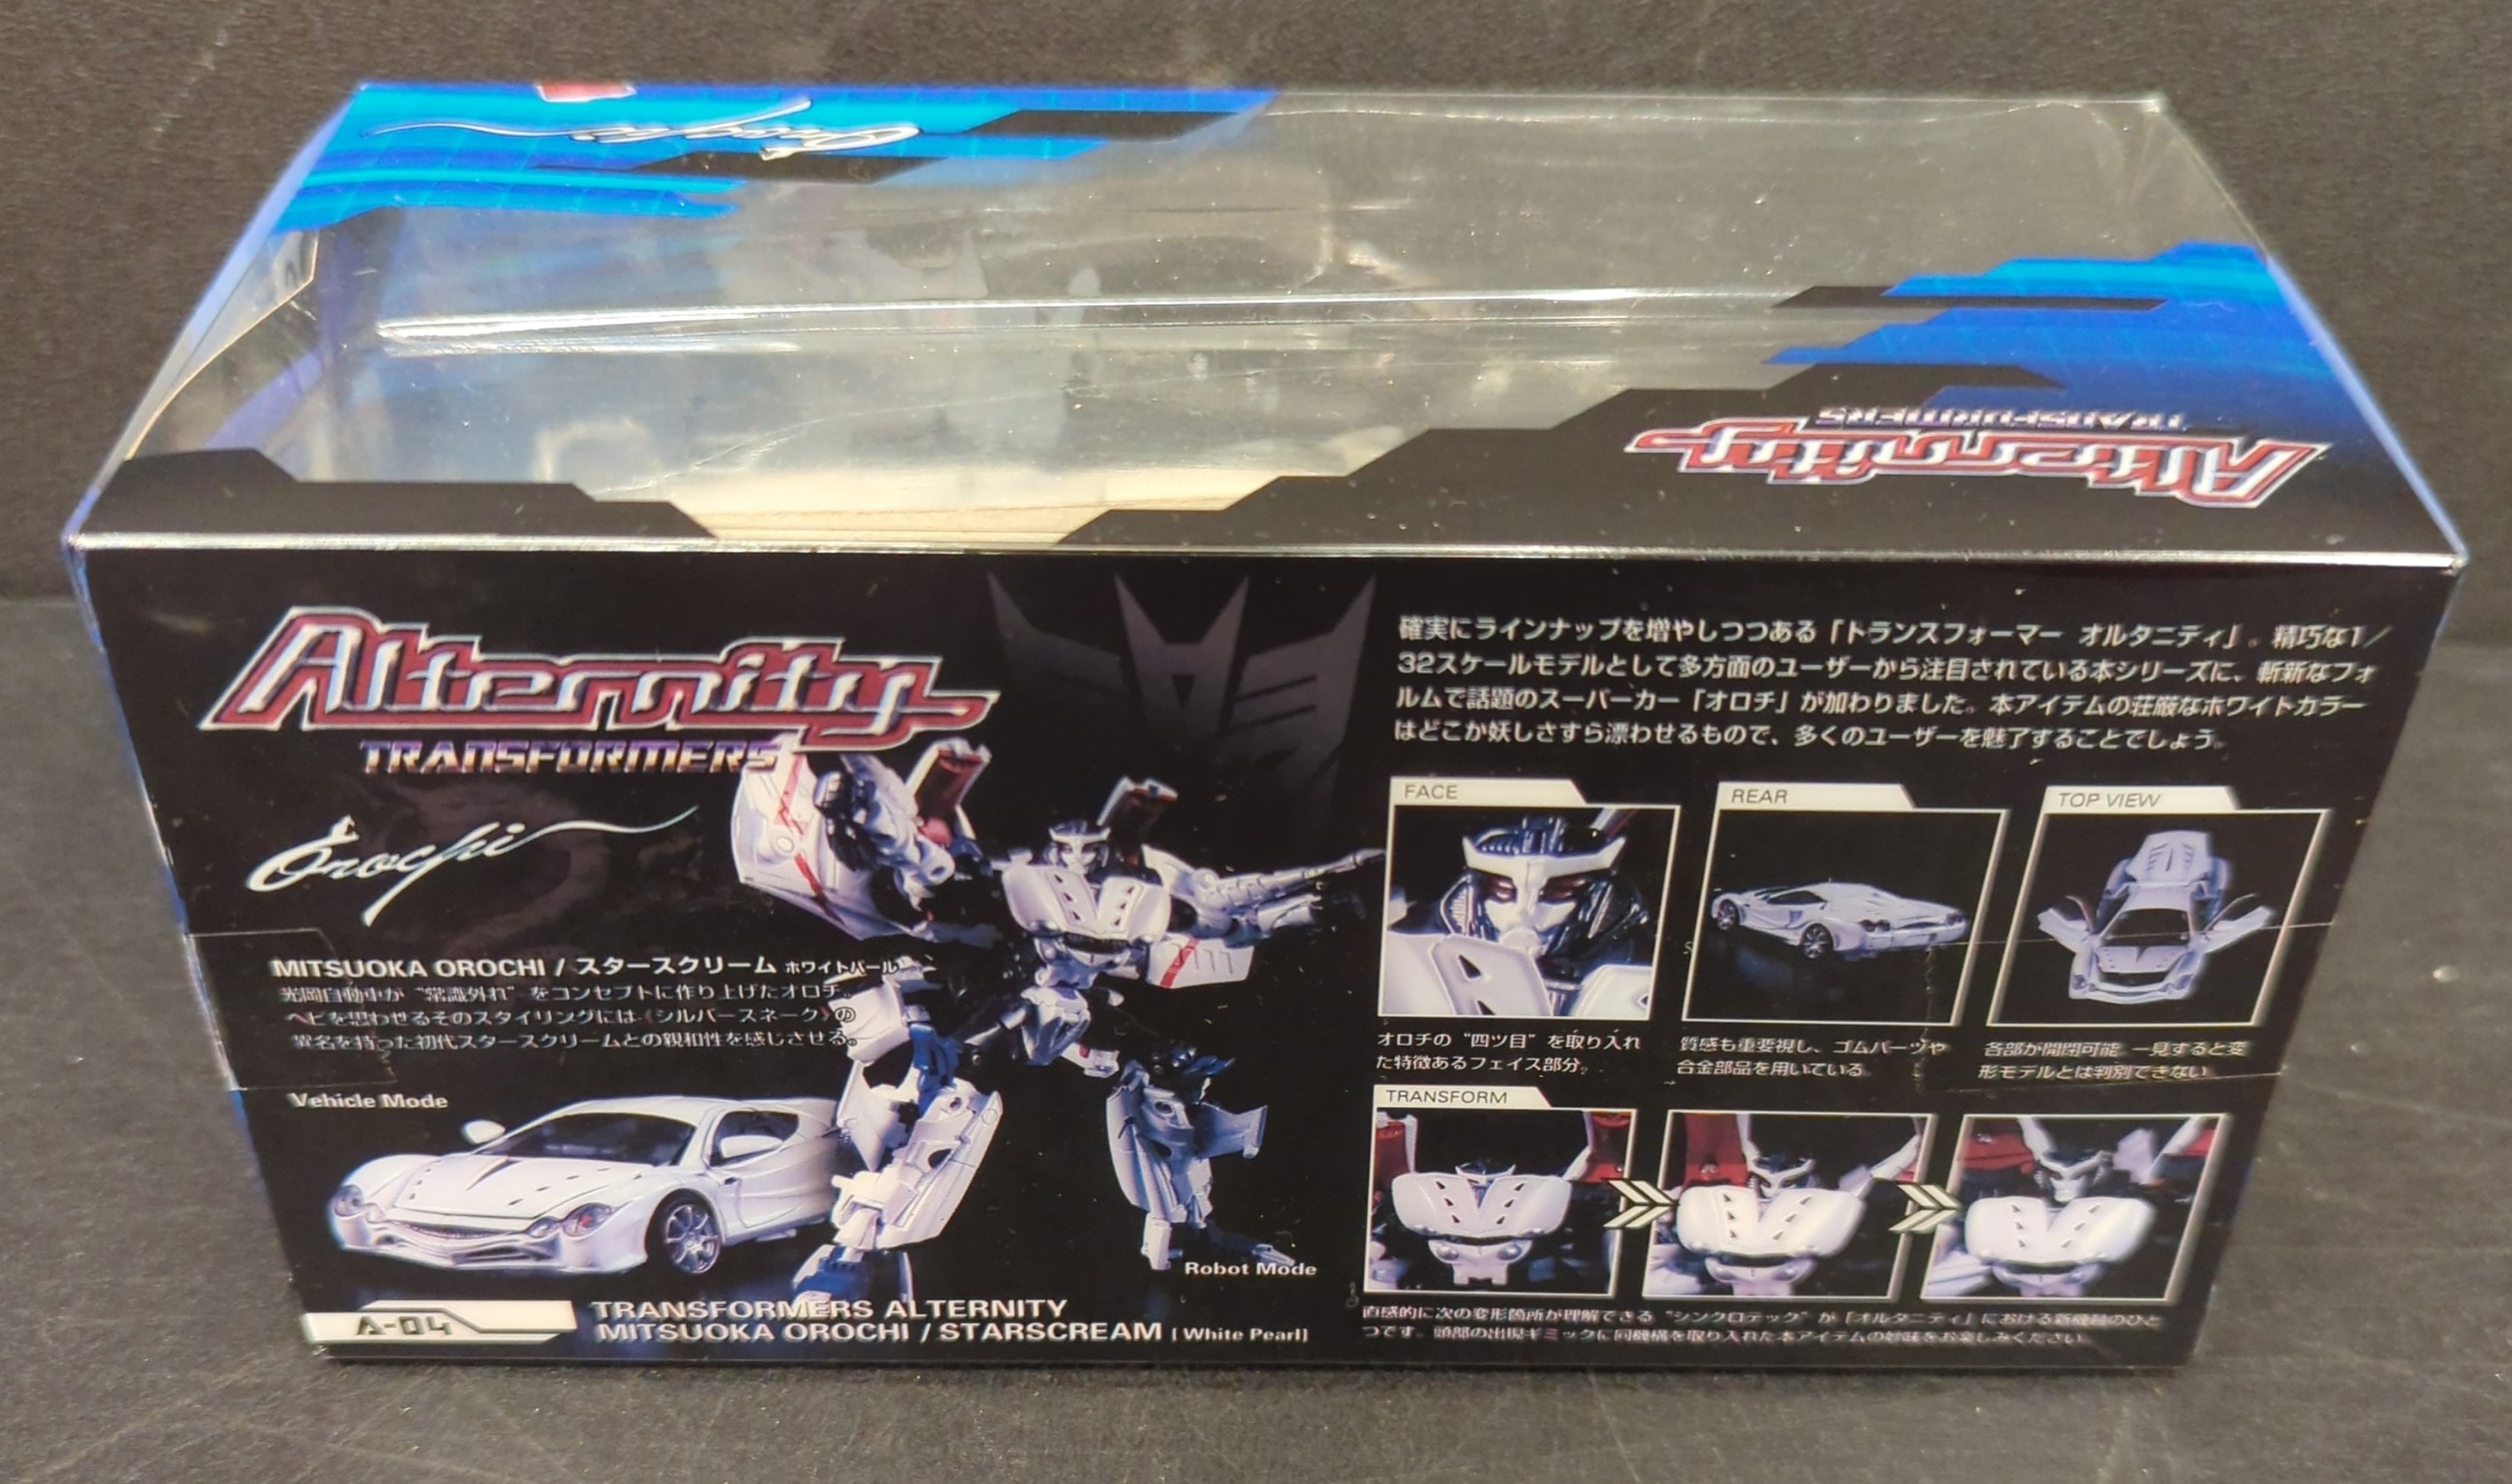 Orochi
Alternity
TRANSFORMERS
Alternity
TRANSFORMERS
Orochi
MITSUOKA OROCHI / スタースクリーム ホワイトパール
光岡自動車が“常識外れ”をコンセプトに作り上げたオロチ。
ヘビを思わせるそのスタイリングには〈シルバースネーク〉の
異名を持った初代スタースクリームとの親和性を感じさせる。
Vehicle Mode
Robot Mode
A-04
TRANSFORMERS ALTERNITY
MITSUOKA OROCHI / STARSCREAM [White Pearl]
確実にラインナップを増やしつつある「トランスフォーマー オルタニティ」。精巧な1/
32スケールモデルとして多方面のユーザーから注目されている本シリーズに、斬新なフォ
ルムで話題のスーパーカー「オロチ」が加わりました。本アイテムの荘厳なホワイトカラー
はどこか妖しさすら漂わせるもので、多くのユーザーを魅了することでしょう。
FACE
オロチの“四ツ目”を取り入れ
た特徴あるフェイス部分。
REAR
質感も重要視し、ゴムパーツや
合金部品を用いている
TOP VIEW
各部が開閉可能 一見すると変
形モデルとは判別できない
TRANSFORM
直感的に次の変形箇所が理解できる“シンクロテック”が「オルタニティ」における新機軸のひと
つです。頭部の出現ギミックに同機構を取り入れた本アイテムの妙味をお楽しみください。